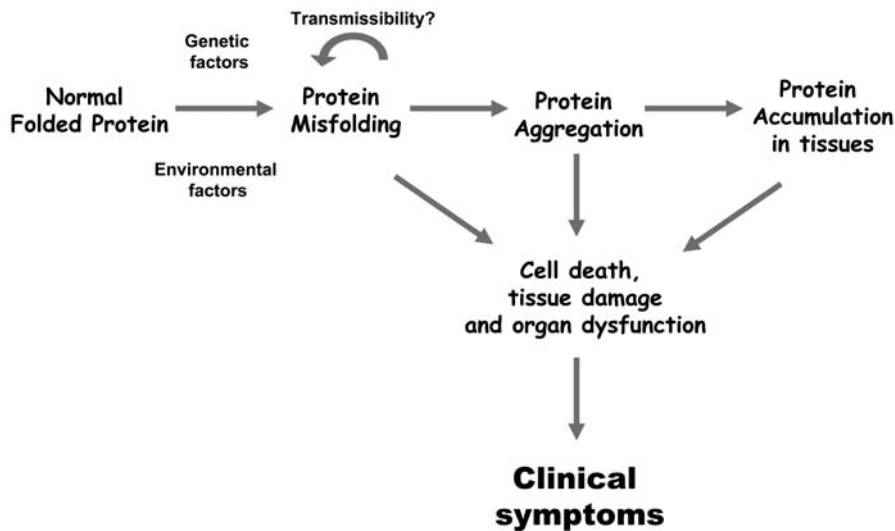 Transmissibility?
Genetic
factors
Normal
Folded Protein
Protein
Misfolding
Protein
Aggregation
Protein
Accumulation
in tissues
Environmental
factors
Cell death,
tissue damage
and organ dysfunction
Clinical
symptoms